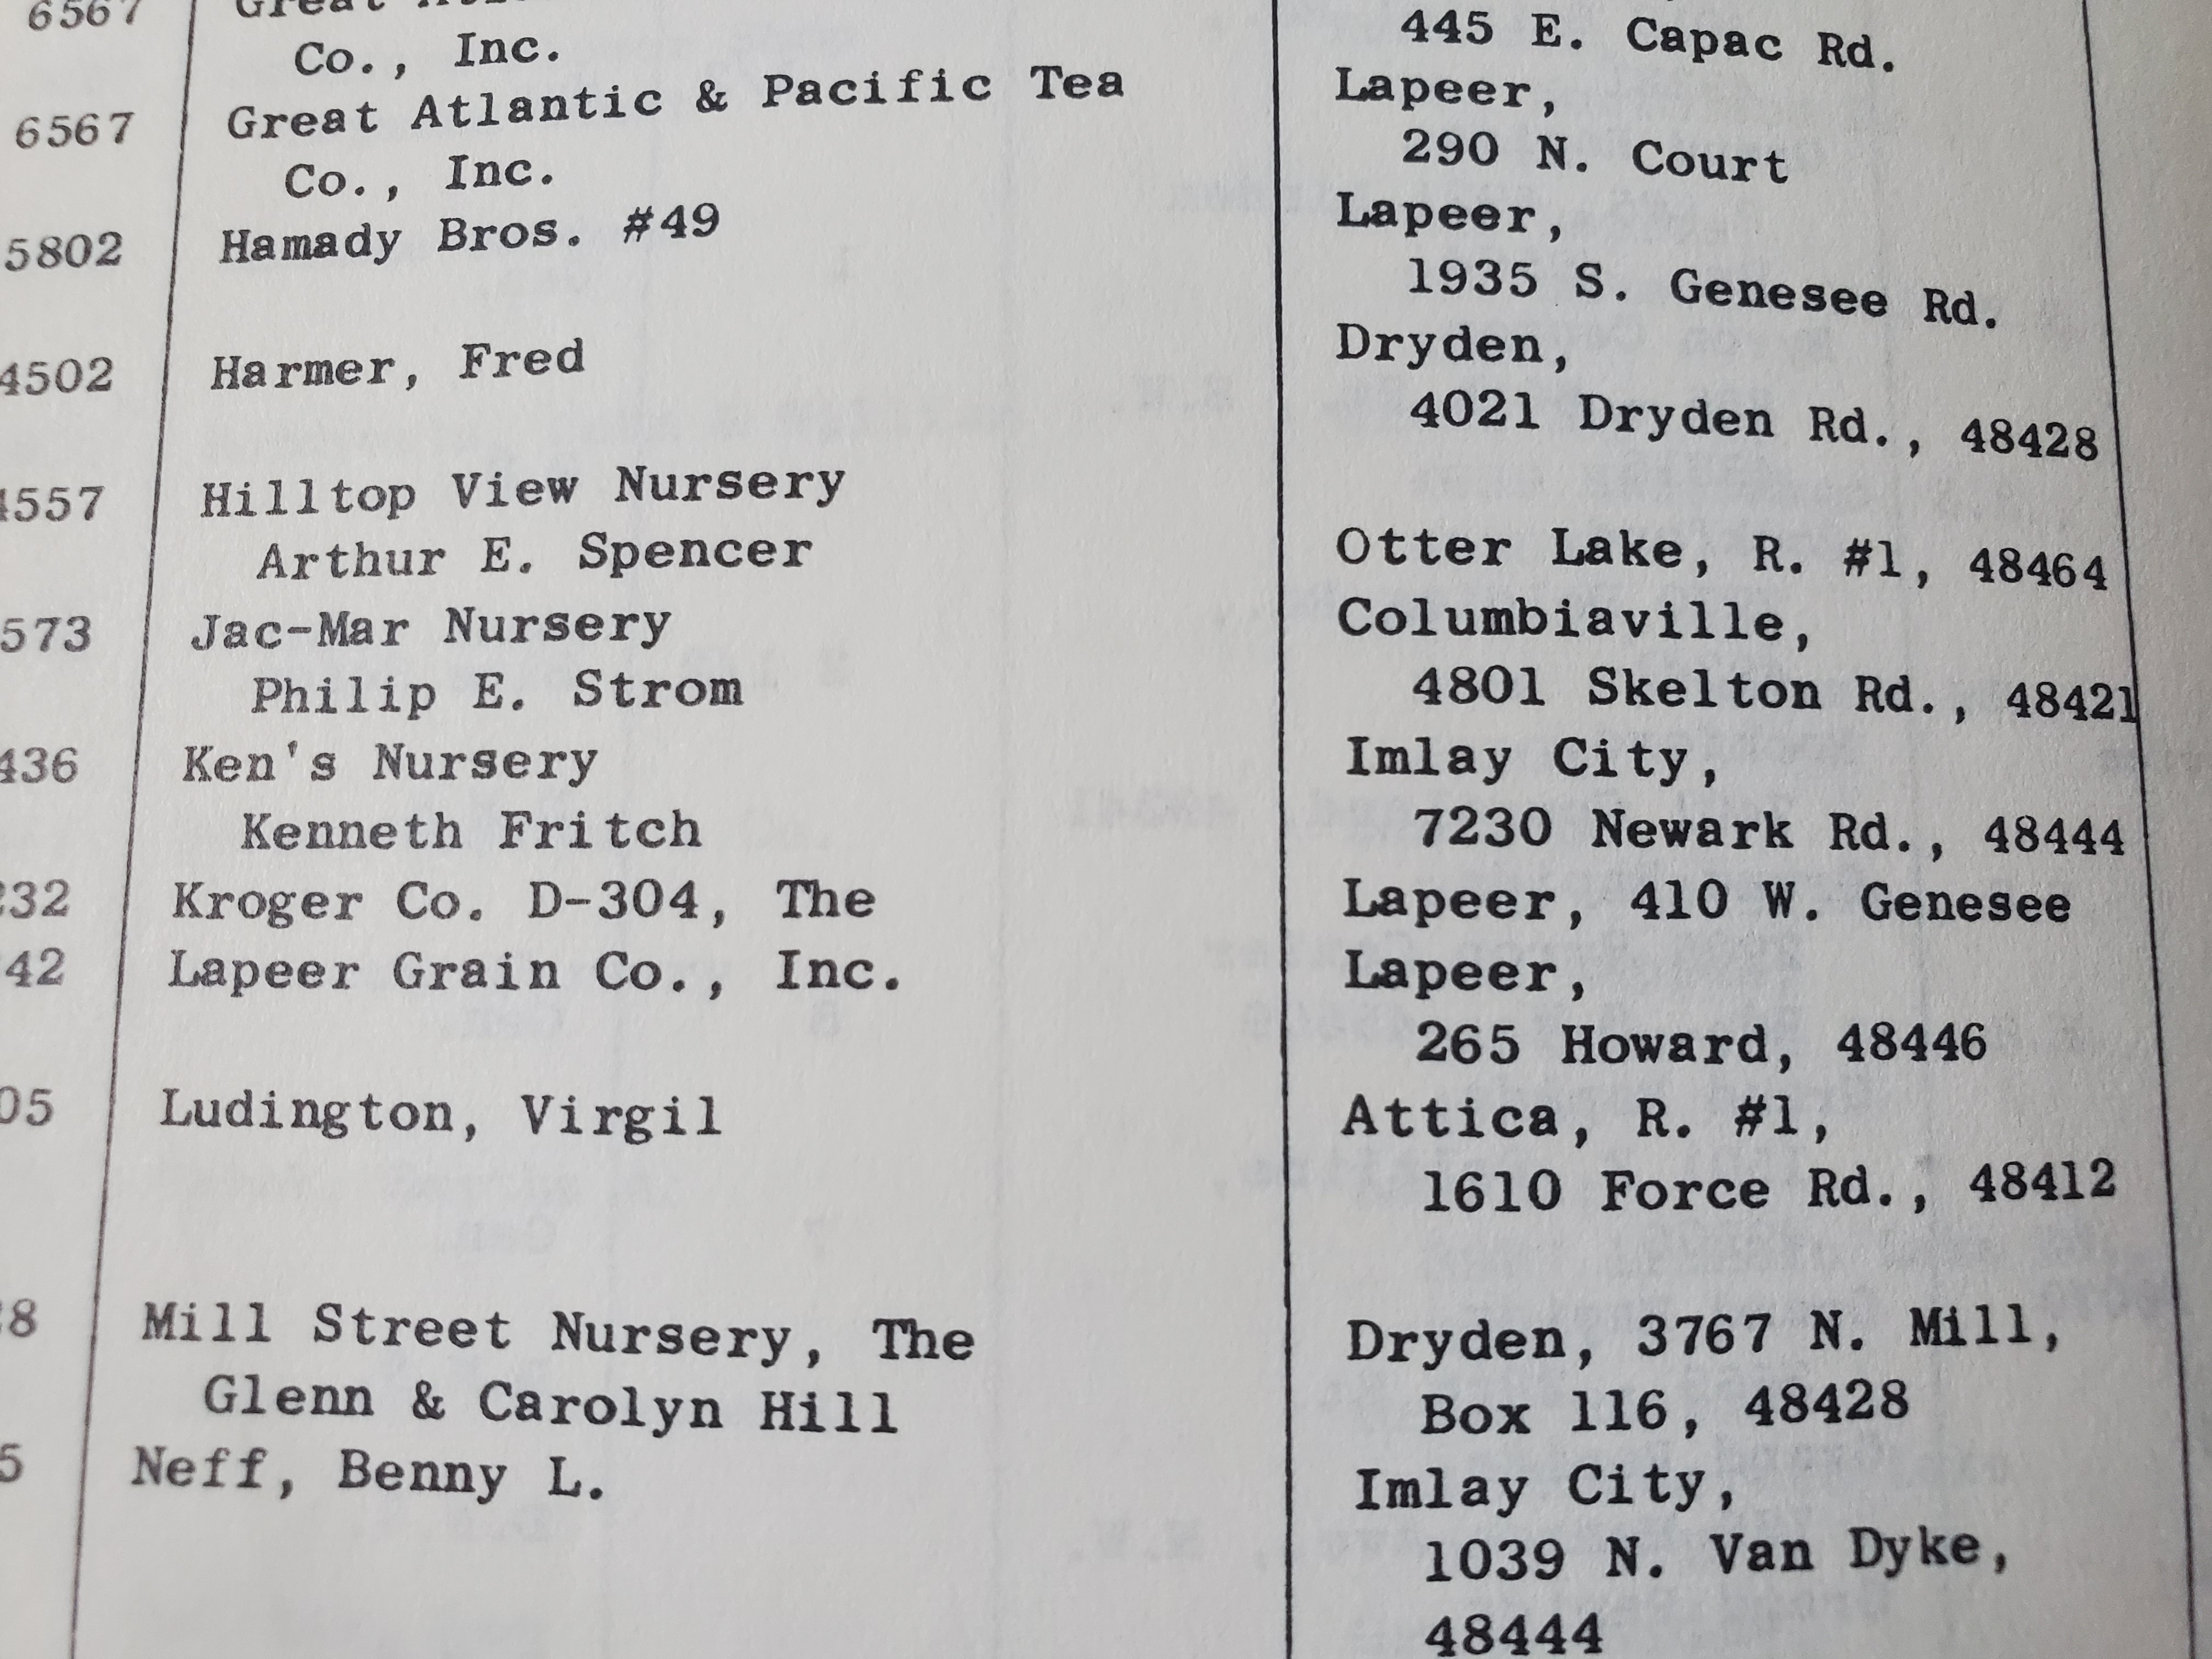 6567 Great
Co., Inc. 445 E. Capac Rd.
6567 Great Atlantic & Pacific Tea Lapeer,
Co., Inc. 290 N. Court
5802 Hamady Bros. #49 Lapeer,
1935 S. Genesee Rd.
4502 Harmer, Fred Dryden,
4021 Dryden Rd., 48428
4557 Hilltop View Nursery
Arthur E. Spencer Otter Lake, R. #1, 48464
573 Jac-Mar Nursery Columbiaville,
Philip E. Strom 4801 Skelton Rd., 48421
436 Ken's Nursery Imlay City,
Kenneth Fritch 7230 Newark Rd., 48444
232 Kroger Co. D-304, The Lapeer, 410 W. Genesee
42 Lapeer Grain Co., Inc. Lapeer,
265 Howard, 48446
05 Ludington, Virgil Attica, R. #1,
1610 Force Rd., 48412
8 Mill Street Nursery, The Dryden, 3767 N. Mill,
Glenn & Carolyn Hill Box 116, 48428
5 Neff, Benny L. Imlay City,
1039 N. Van Dyke,
48444